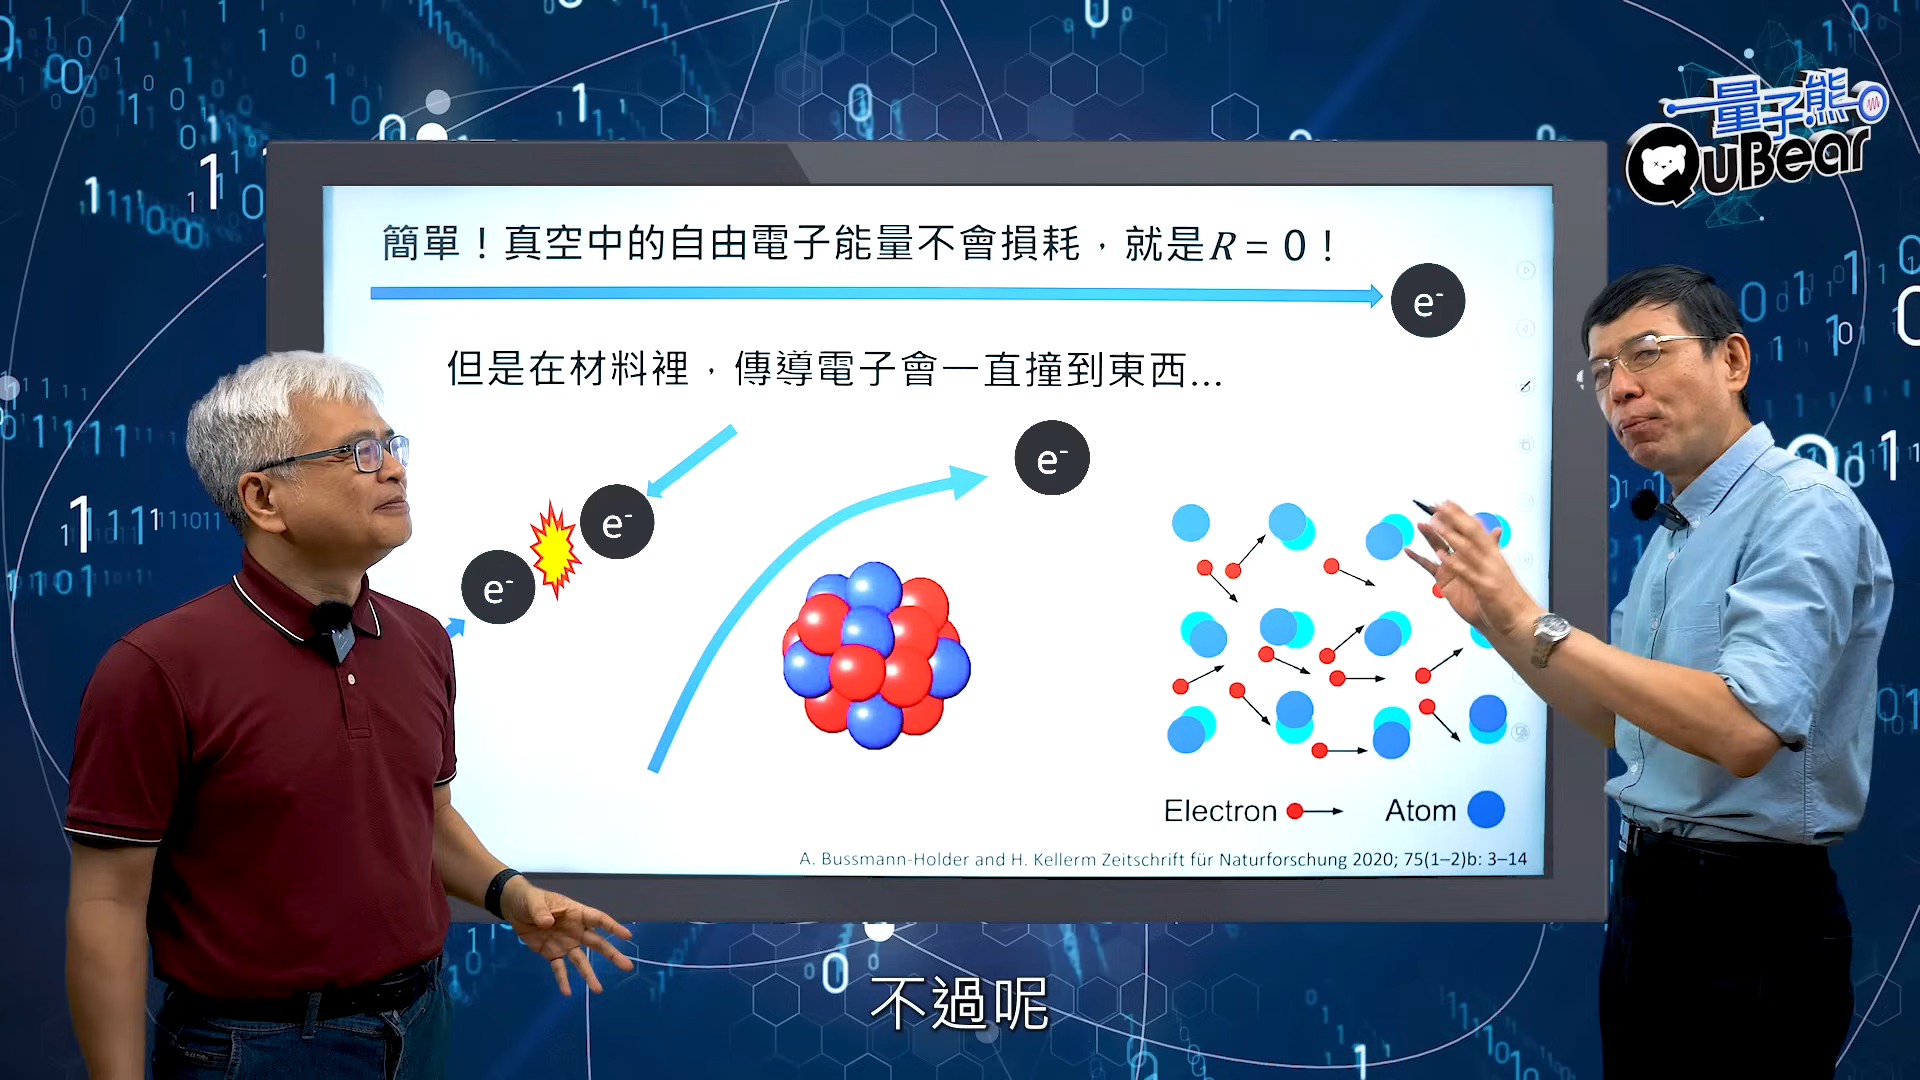 量子熊
QuBear
簡單！真空中的自由電子能量不會損耗，就是R = 0！
e-
但是在材料裡，傳導電子會一直撞到東西...
e-
e-
e-
Electron
Atom
A. Bussmann-Holder and H. Kellerm Zeitschrift für Naturforschung 2020; 75(1–2)b: 3–14
不過呢